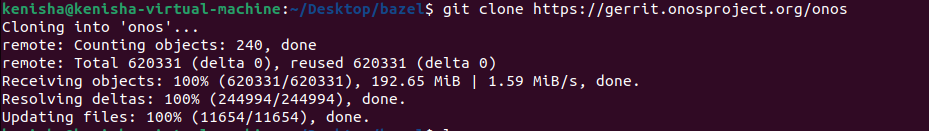 kenisha@kenisha-virtual-machine:~/Desktop/bazel$ git clone https://gerrit.onosproject.org/onos
Cloning into 'onos'...
remote: Counting objects: 240, done
remote: Total 620331 (delta 0), reused 620331 (delta 0)
Receiving objects: 100% (620331/620331), 192.65 MiB | 1.59 MiB/s, done.
Resolving deltas: 100% (244994/244994), done.
Updating files: 100% (11654/11654), done.